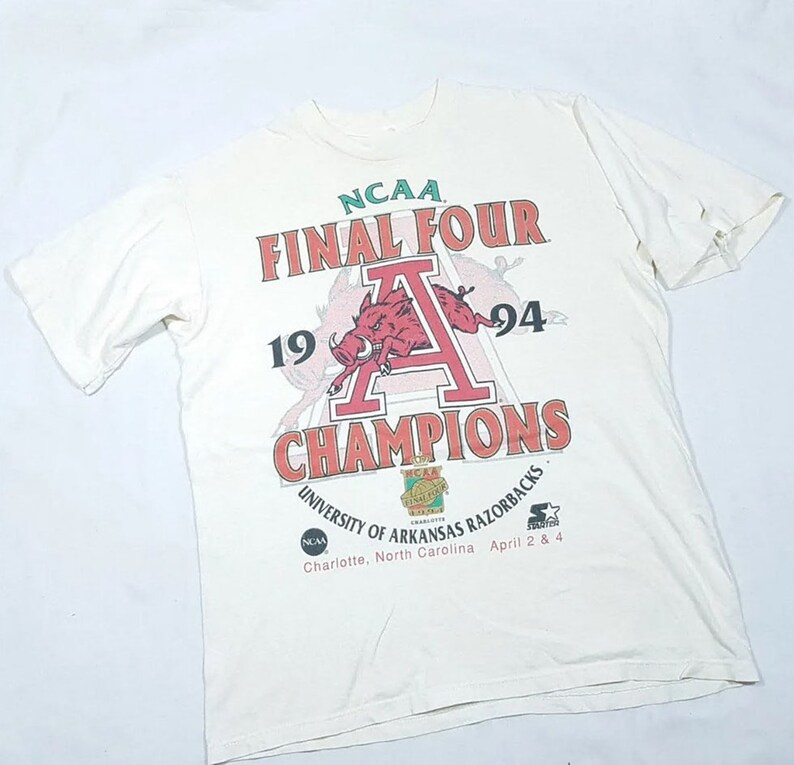 NCAA
FINAL FOUR
19 A 94
CHAMPIONS
NCAA
FINAL FOUR
1994
CHARLOTTE
UNIVERSITY OF ARKANSAS RAZORBACKS
NCAA
S
STARTER
Charlotte, North Carolina April 2 & 4